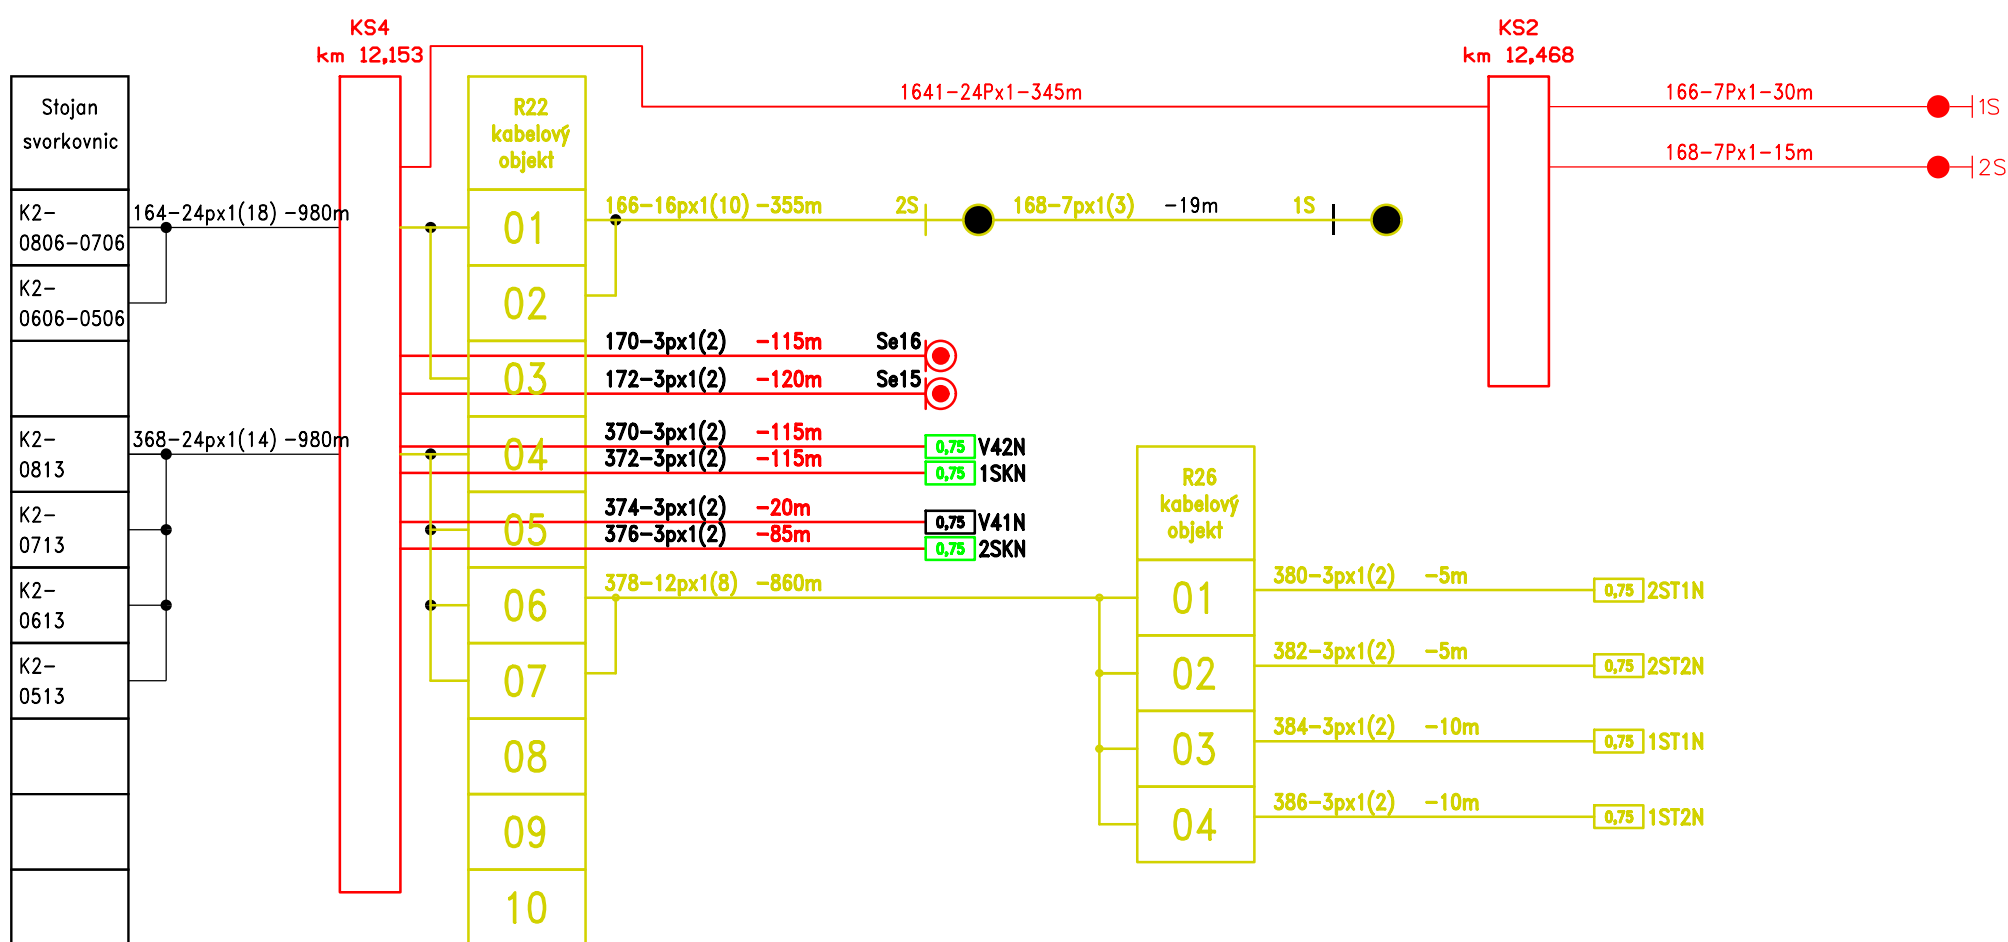 KS4
km 12,153
KS2
km 12,468
Stojan
svorkovnic
R22
kabelový
objekt
1641-24Px1-345m
166-7Px1-30m
1S
168-7Px1-15m
2S
K2-
0806-0706
164-24px1(18) -980m
01
166-16px1(10) -355m
2S
168-7px1(3) -19m
1S
K2-
0606-0506
02
03
170-3px1(2) -115m
Se16
172-3px1(2) -120m
Se15
K2-
0813
368-24px1(14) -980m
04
370-3px1(2) -115m
0,75 V42N
372-3px1(2) -115m
0,75 1SKN
K2-
0713
05
374-3px1(2) -20m
0,75 V41N
376-3px1(2) -85m
0,75 2SKN
R26
kabelový
objekt
K2-
0613
06
378-12px1(8) -860m
01
380-3px1(2) -5m
0,75 2ST1N
K2-
0513
07
02
382-3px1(2) -5m
0,75 2ST2N
08
03
384-3px1(2) -10m
0,75 1ST1N
09
04
386-3px1(2) -10m
0,75 1ST2N
10